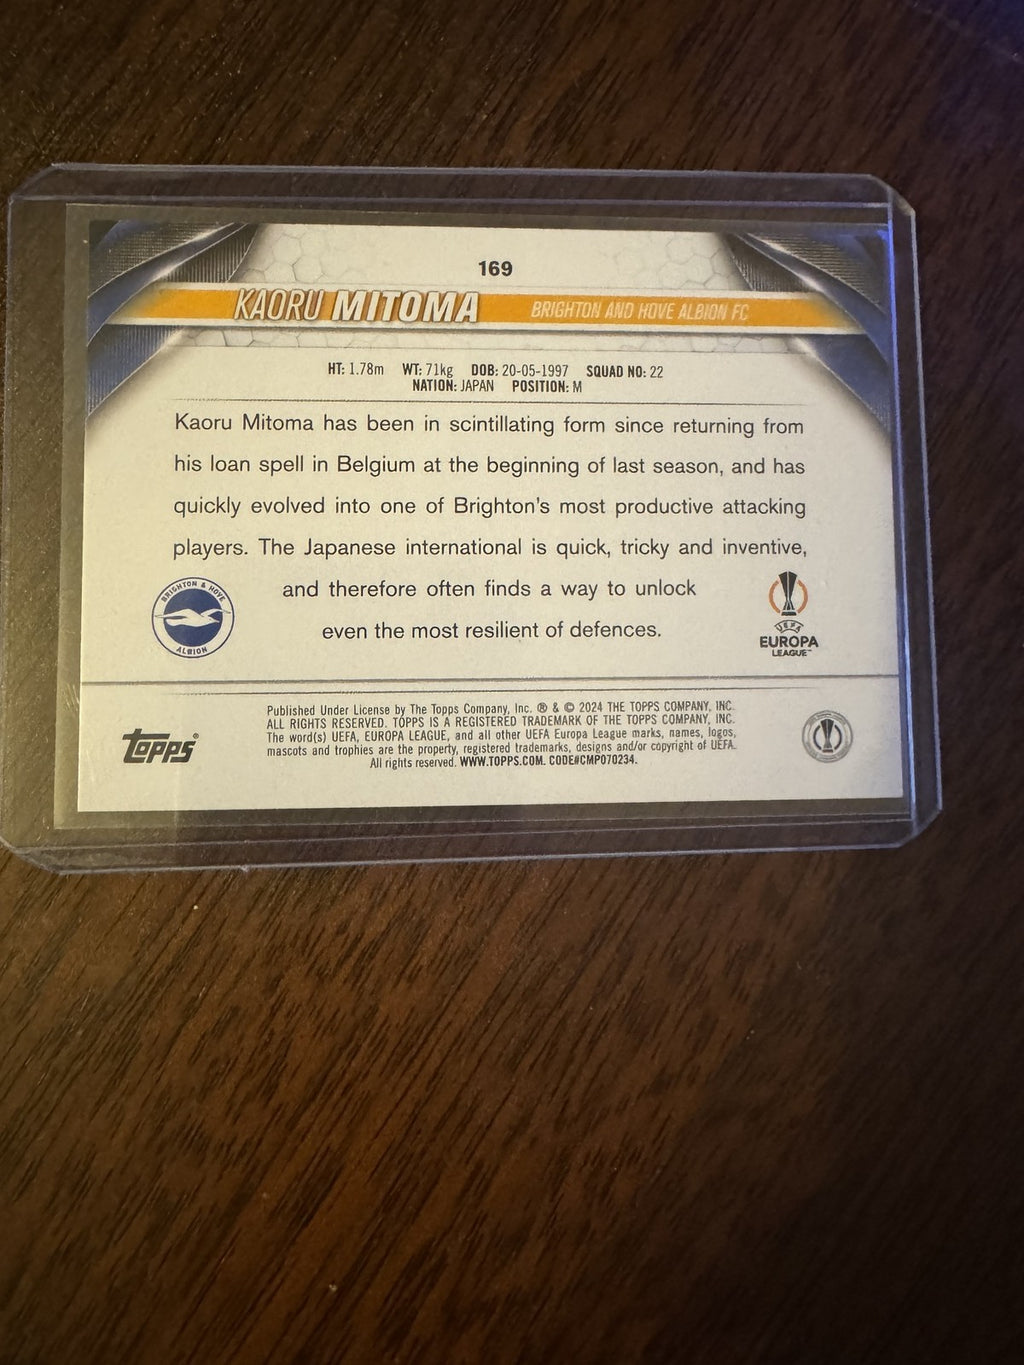 169
KAORU MITOMA BRIGHTON AND HOVE ALBION FC
HT: 1.78m WT: 71kg DOB: 20-05-1997 SQUAD NO: 22
NATION: JAPAN POSITION: M
Kaoru Mitoma has been in scintillating form since returning from
his loan spell in Belgium at the beginning of last season, and has
quickly evolved into one of Brighton's most productive attacking
players. The Japanese international is quick, tricky and inventive,
and therefore often finds a way to unlock
even the most resilient of defences.
BRIGHTON & HOVE
ALBION
UEFA
EUROPA
LEAGUE™
Topps®
Published Under License by The Topps Company, Inc. ® & © 2024 THE TOPPS COMPANY, INC.
ALL RIGHTS RESERVED. TOPPS IS A REGISTERED TRADEMARK OF THE TOPPS COMPANY, INC.
The word(s) UEFA, EUROPA LEAGUE, and all other UEFA Europa League marks, names, logos,
mascots and trophies are the property, registered trademarks, designs and/or copyright of UEFA.
All rights reserved. WWW.TOPPS.COM. CODE#CMP070234.